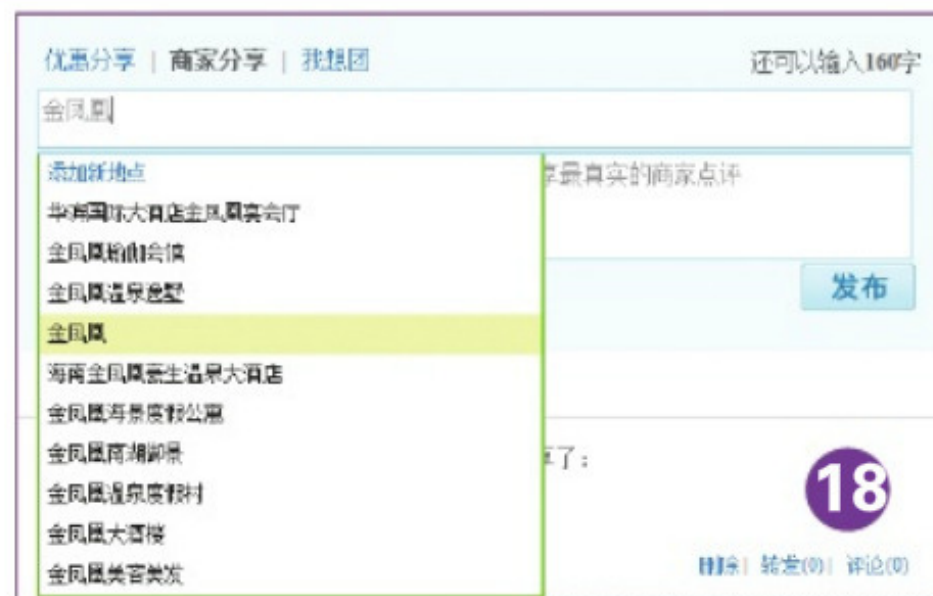 优惠分享 | 商家分享 | 我想团 还可以输入160字
金凤凰
添加新地点
享最真实的商家点评
华潮国际大酒店金凤凰宴会厅
金凤凰瑜伽会馆
金凤凰温泉逸墅
发布
金凤凰
海南金凤凰养生温泉大酒店
金凤凰海景度假公寓
金凤凰南湖御景
享了：
金凤凰温泉度假村
18
金凤凰大酒楼
金凤凰美容美发
删除 | 转发(0) | 评论(0)